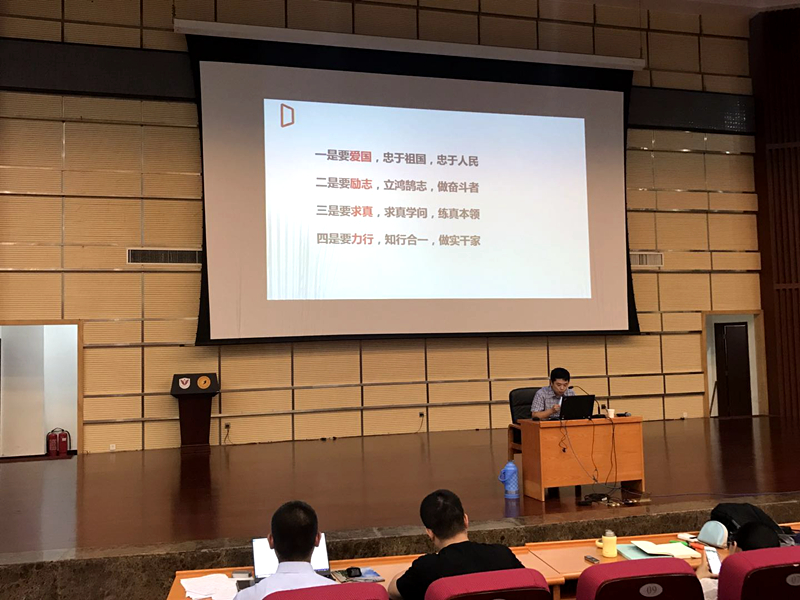 一是要爱国，忠于祖国，忠于人民
二是要励志，立鸿鹄志，做奋斗者
三是要求真，求真学问，练真本领
四是要力行，知行合一，做实干家
09